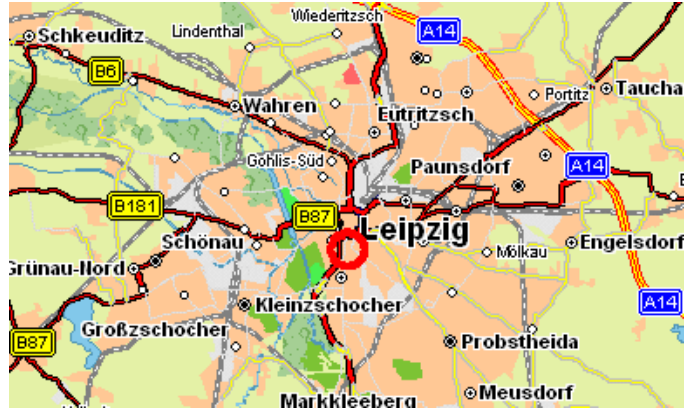 Wiederitzsch
Lindenthal
Schkeuditz
A14
B6
Taucha
Portitz
Wahren
Eutritzsch
Gohlis-Süd
Paunsdorf
A14
B181
B87
Leipzig
Schönau
Mölkau
Engelsdorf
Grünau-Nord
Kleinzschocher
A14
Großzschocher
B87
Probstheida
Meusdorf
Markkleeberg